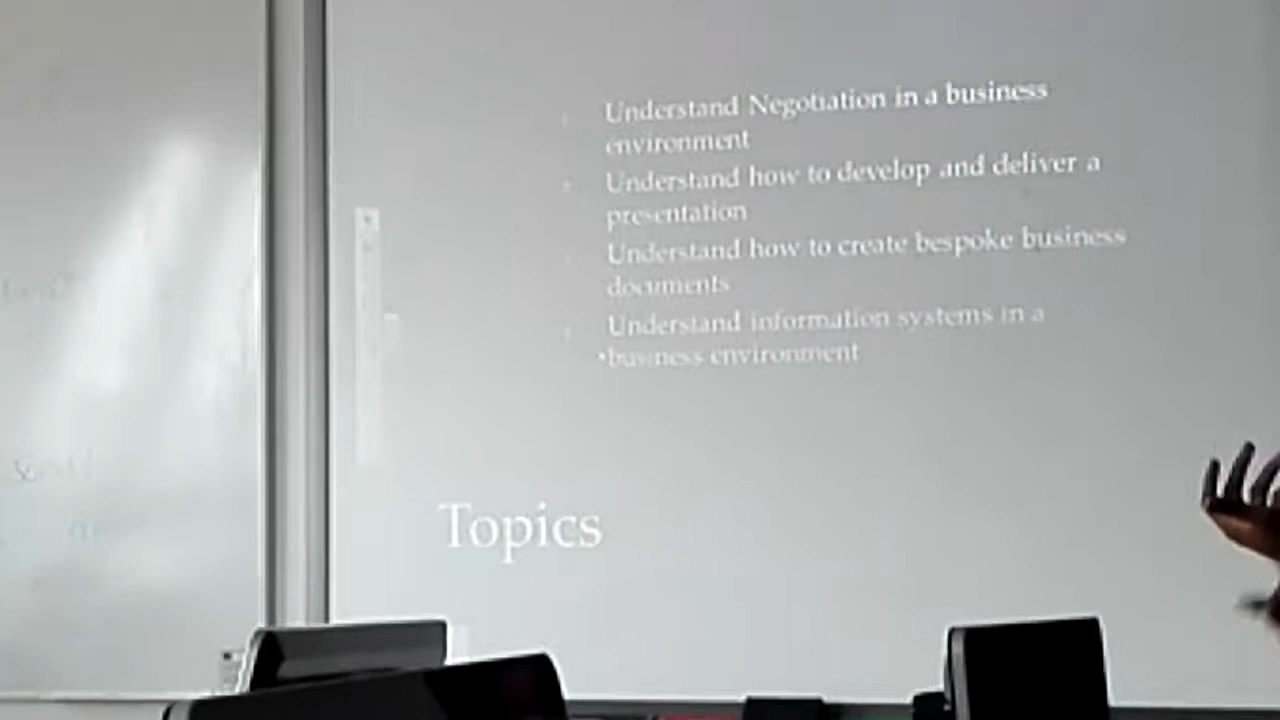 Understand Negotiation in a business
environment
Understand how to develop and deliver a
presentation
Understand how to create bespoke business
documents
Understand information systems in a
•business environment
Topics